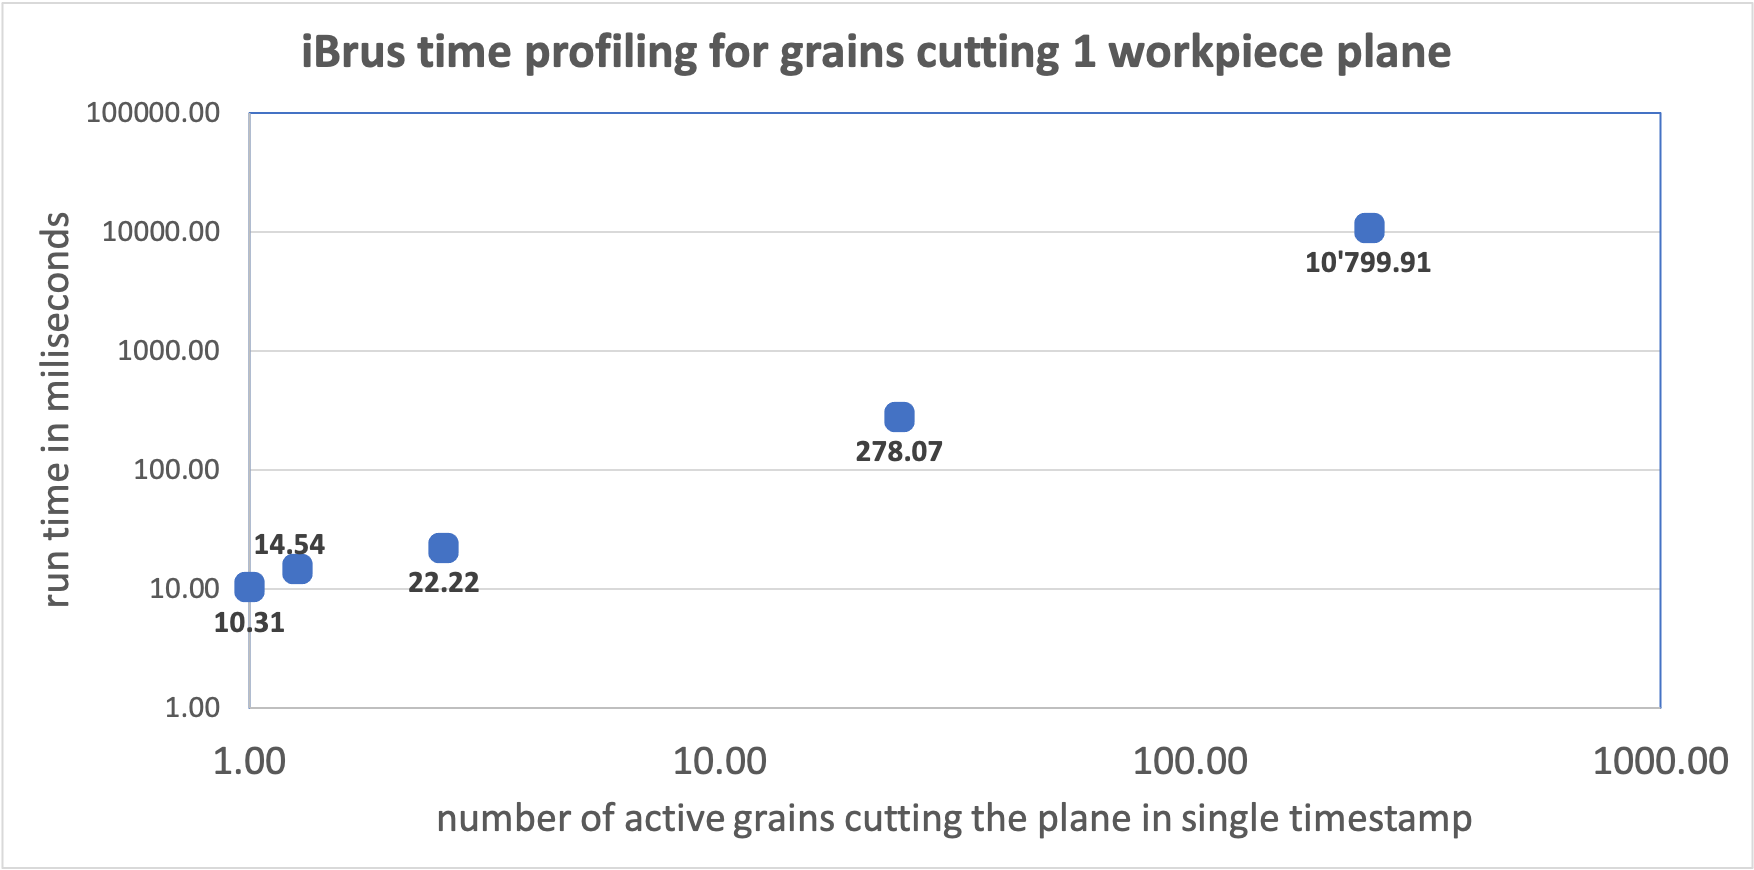 iBrus time profiling for grains cutting 1 workpiece plane
run time in miliseconds
100000.00
10000.00
1000.00
100.00
10.00
1.00
10'799.91
278.07
14.54
22.22
10.31
1.00 10.00 100.00 1000.00
number of active grains cutting the plane in single timestamp